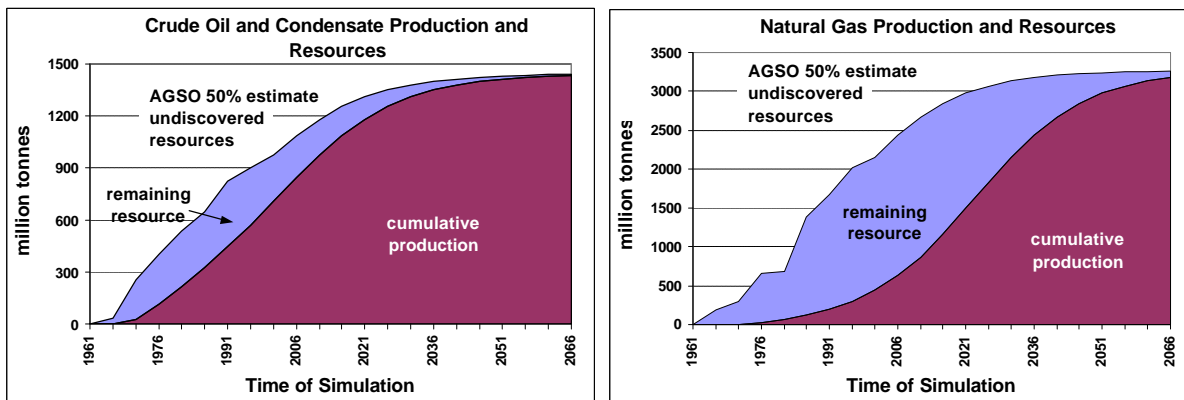 Crude Oil and Condensate Production and
Resources
1500
1200
900
600
300
0
million tonnes
AGSO 50% estimate
undiscovered
resources
remaining
resource
cumulative
production
1961
1976
1991
2006
2021
2036
2051
2066
Time of Simulation
Natural Gas Production and Resources
3500
3000
2500
2000
1500
1000
500
0
million tonnes
AGSO 50% estimate
undiscovered
resources
remaining
resource
cumulative
production
1961
1976
1991
2006
2021
2036
2051
2066
Time of Simulation